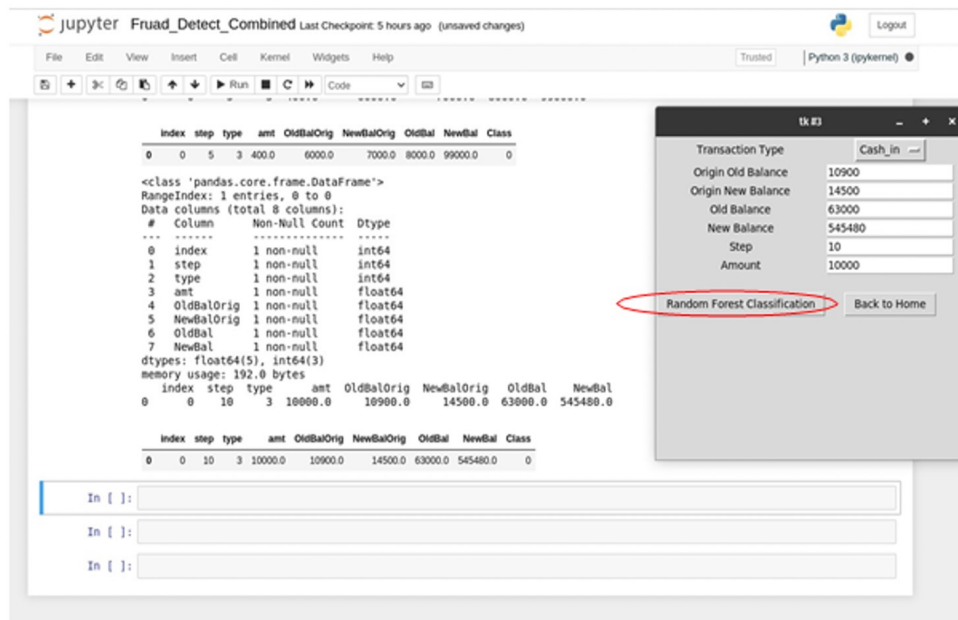 jupyter Fruad_Detect_Combined Last Checkpoint: 5 hours ago (unsaved changes)
Logout
File Edit View Insert Cell Kernel Widgets Help
Trusted
Python 3 (ipykernel)
Run
Code
index step type amt OldBalOrig NewBalOrig OldBal NewBal Class
0 0 5 3 400.0 6000.0 7000.0 8000.0 99000.0 0
<class 'pandas.core.frame.DataFrame'>
RangeIndex: 1 entries, 0 to 0
Data columns (total 8 columns):
# Column Non-Null Count Dtype
--- ------ -------------- -----
0 index 1 non-null int64
1 step 1 non-null int64
2 type 1 non-null int64
3 amt 1 non-null float64
4 OldBalOrig 1 non-null float64
5 NewBalOrig 1 non-null float64
6 OldBal 1 non-null float64
7 NewBal 1 non-null float64
dtypes: float64(5), int64(3)
memory usage: 192.0 bytes
index step type amt OldBalOrig NewBalOrig OldBal NewBal
0 0 10 3 10000.0 10900.0 14500.0 63000.0 545480.0
index step type amt OldBalOrig NewBalOrig OldBal NewBal Class
0 0 10 3 10000.0 10900.0 14500.0 63000.0 545480.0 0
In [ ]:
In [ ]:
In [ ]:
tk #3
Transaction Type Cash_in
Origin Old Balance 10900
Origin New Balance 14500
Old Balance 63000
New Balance 545480
Step 10
Amount 10000
Random Forest Classification Back to Home